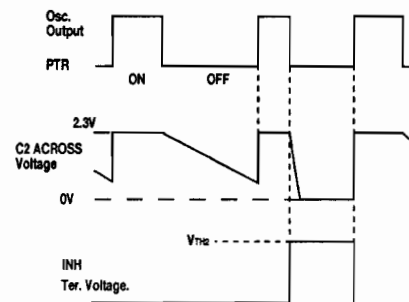 Osc.
Output
PTR
ON OFF
2.3V
C2 ACROSS
Voltage
0V
VTH2
INH
Ter. Voltage.